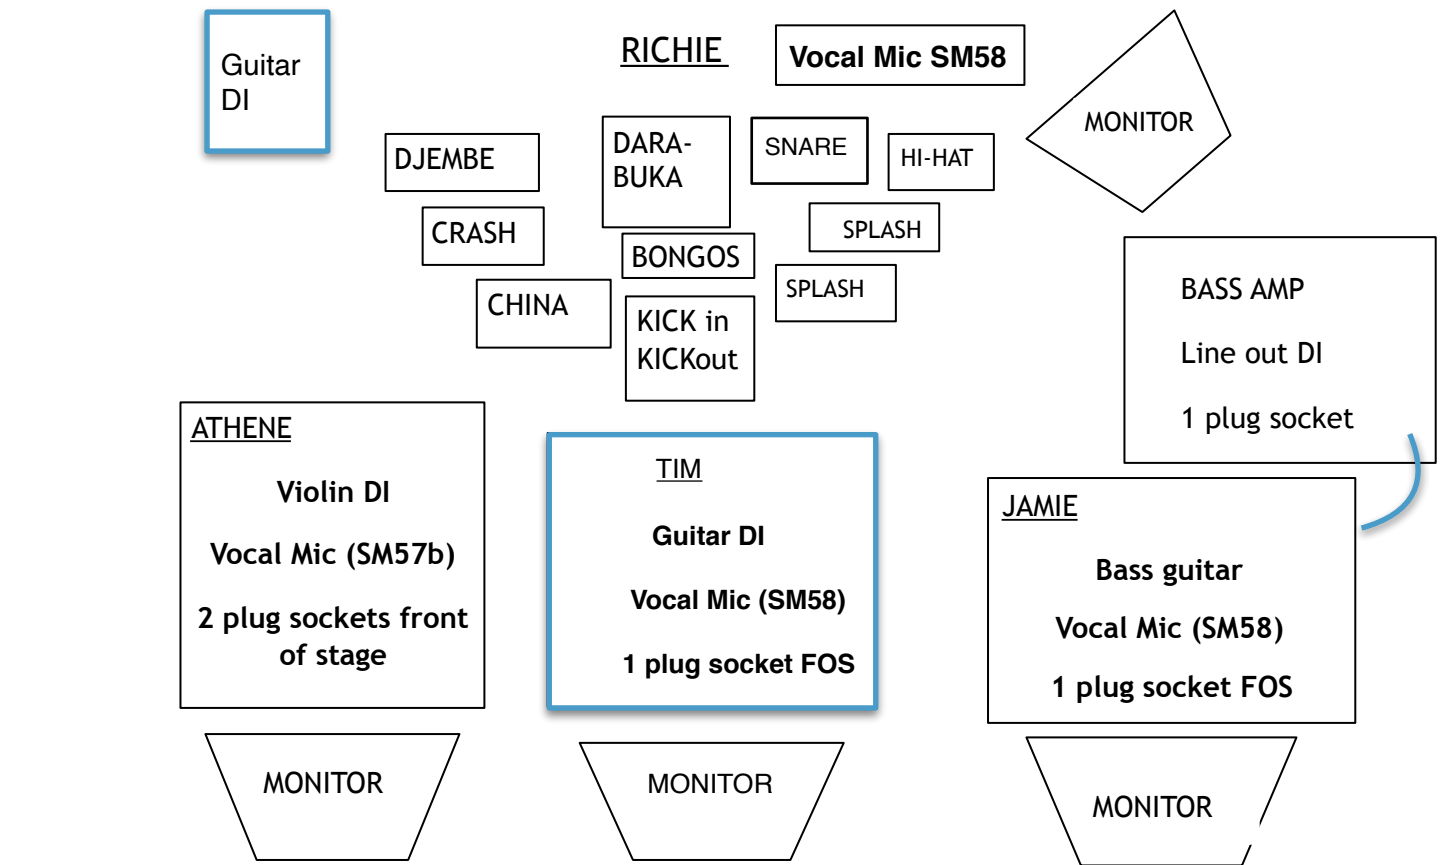 Guitar
DI
RICHIE
Vocal Mic SM58
MONITOR
DJEMBE
DARA-
BUKA
SNARE
HI-HAT
CRASH
BONGOS
SPLASH
CHINA
KICK in
KICKout
SPLASH
BASS AMP
Line out DI
1 plug socket
ATHENE
Violin DI
Vocal Mic (SM57b)
2 plug sockets front
of stage
TIM
Guitar DI
Vocal Mic (SM58)
1 plug socket FOS
JAMIE
Bass guitar
Vocal Mic (SM58)
1 plug socket FOS
MONITOR
MONITOR
MONITOR